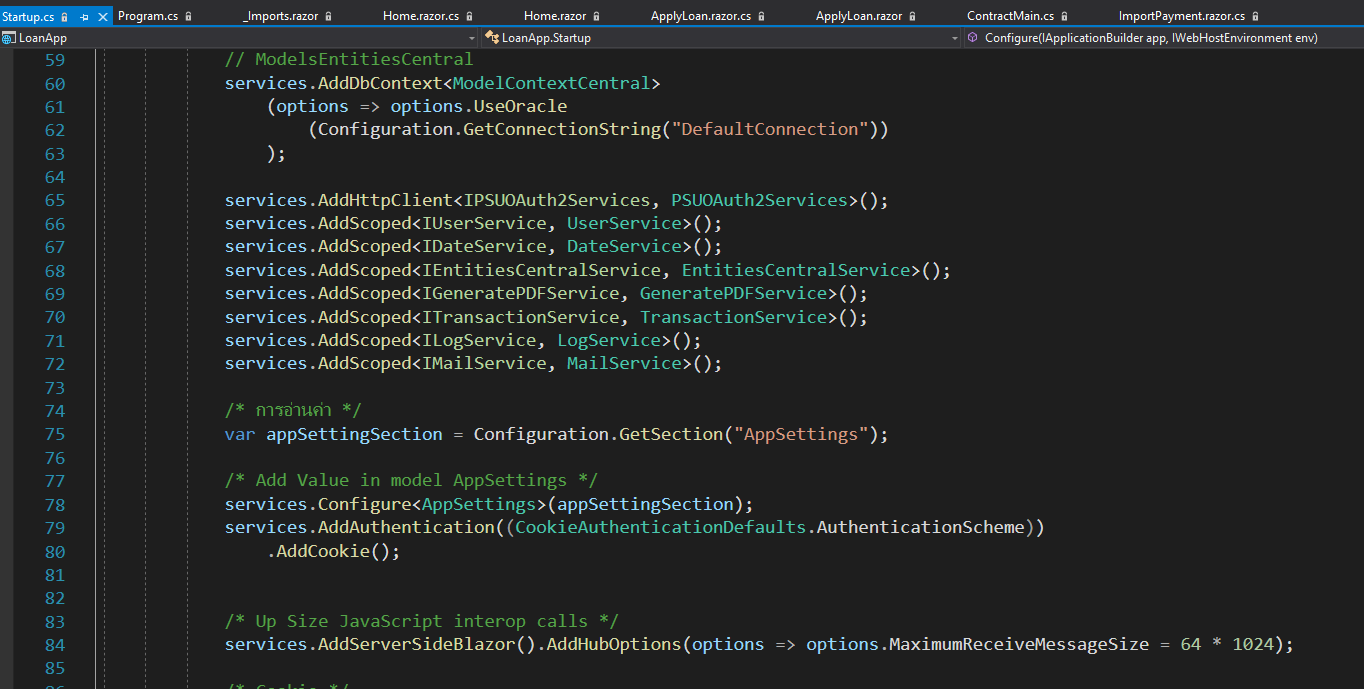 Startup.cs Program.cs _Imports.razor Home.razor.cs Home.razor ApplyLoan.razor.cs ApplyLoan.razor ContractMain.cs ImportPayment.razor.cs
LoanApp LoanApp.Startup Configure(IApplicationBuilder app, IWebHostEnvironment env)
59 // ModelsEntitiesCentral
60 services.AddDbContext<ModelContextCentral>
61 (options => options.UseOracle
62 (Configuration.GetConnectionString("DefaultConnection"))
63 );
64
65 services.AddHttpClient<IPSUOAuth2Services, PSUOAuth2Services>();
66 services.AddScoped<IUserService, UserService>();
67 services.AddScoped<IDateService, DateService>();
68 services.AddScoped<IEntitiesCentralService, EntitiesCentralService>();
69 services.AddScoped<IGeneratePDFService, GeneratePDFService>();
70 services.AddScoped<ITransactionService, TransactionService>();
71 services.AddScoped<ILogService, LogService>();
72 services.AddScoped<IMailService, MailService>();
73
74 /* การอ่านค่า */
75 var appSettingSection = Configuration.GetSection("AppSettings");
76
77 /* Add Value in model AppSettings */
78 services.Configure<AppSettings>(appSettingSection);
79 services.AddAuthentication((CookieAuthenticationDefaults.AuthenticationScheme))
80 .AddCookie();
81
82
83 /* Up Size JavaScript interop calls */
84 services.AddServerSideBlazor().AddHubOptions(options => options.MaximumReceiveMessageSize = 64 * 1024);
85
86 /* Cookie */